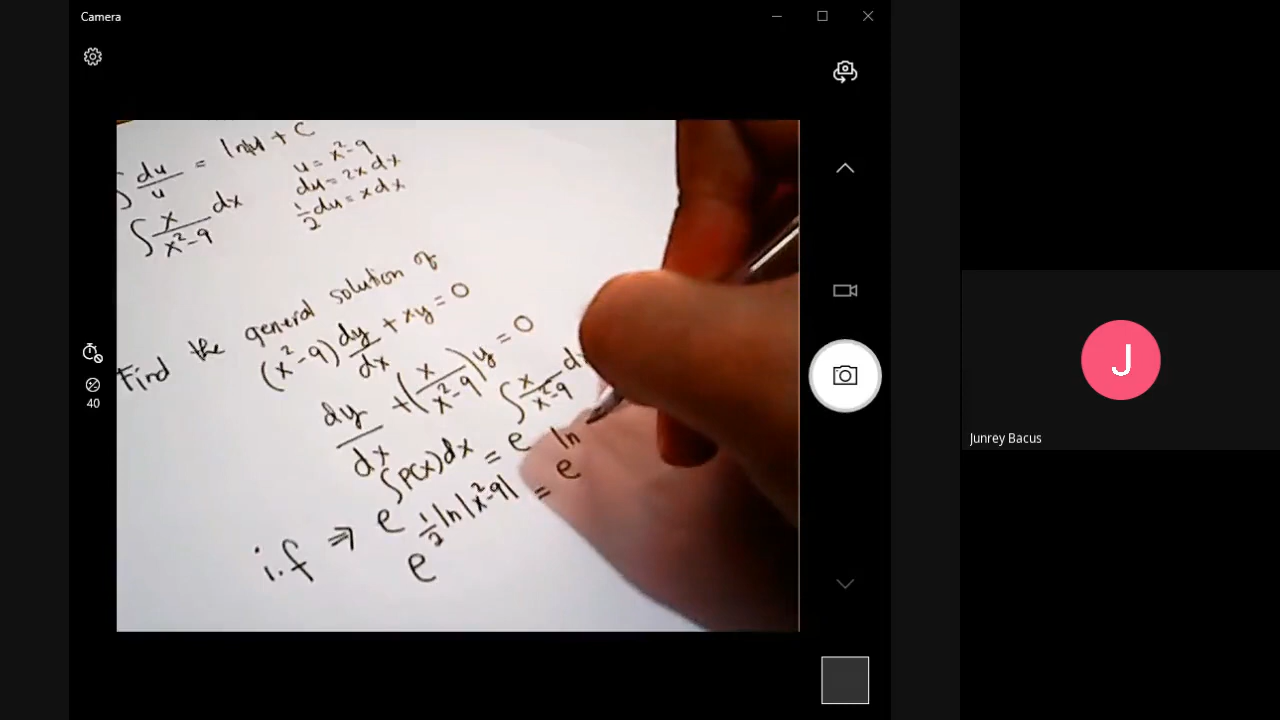 Camera
∫ du/u = ln|u| + C
∫ x/(x²-9) dx
u = x²-9
du = 2x dx
½ du = x dx
Find the general solution of
(x²-9) dy/dx + xy = 0
dy/dx + (x/(x²-9)) y = 0
i.f ⇒ e^∫P(x)dx = e^∫ x/(x²-9) dx
e^½ ln|x²-9| = e^ln
40
Junrey Bacus
J